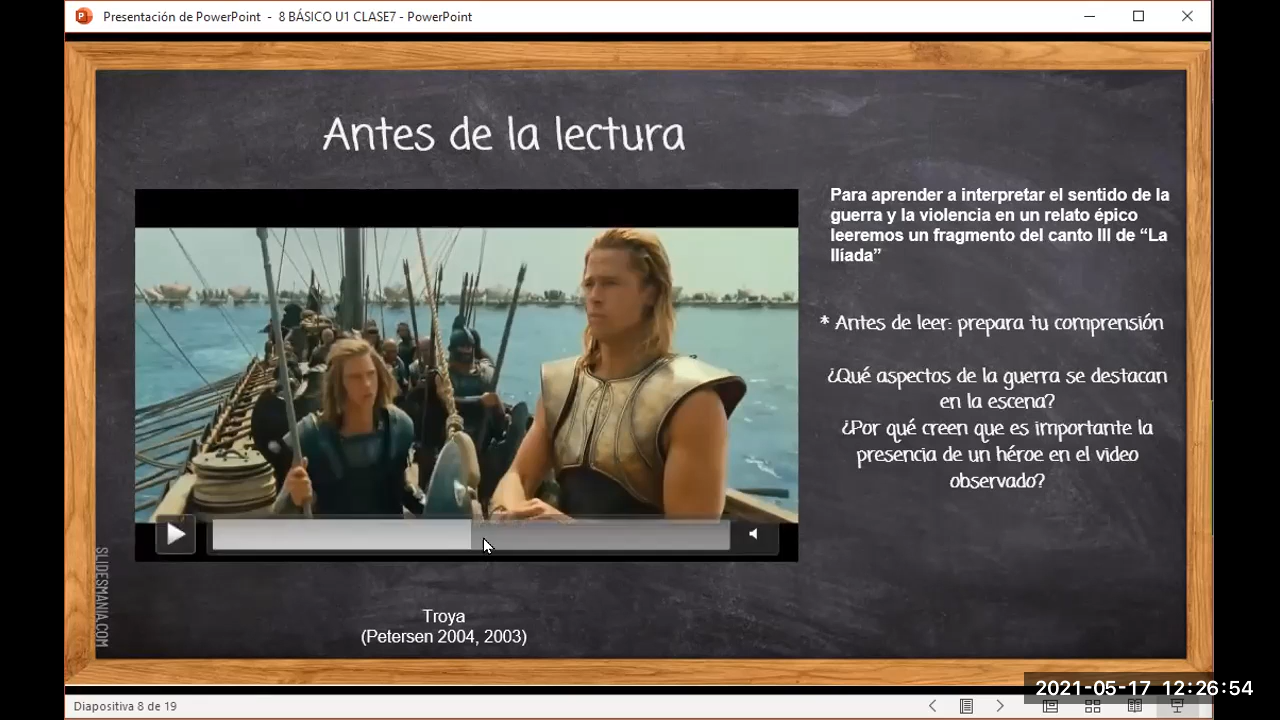 Presentación de PowerPoint - 8 BÁSICO U1 CLASE7 - PowerPoint
Antes de la lectura
Para aprender a interpretar el sentido de la
guerra y la violencia en un relato épico
leeremos un fragmento del canto III de “La
Ilíada”
* Antes de leer: prepara tu comprensión
¿Qué aspectos de la guerra se destacan
en la escena?
¿Por qué creen que es importante la
presencia de un héroe en el video
observado?
SLIDESMANIA.COM
Troya
(Petersen 2004, 2003)
2021-05-17 12:26:54
Diapositiva 8 de 19